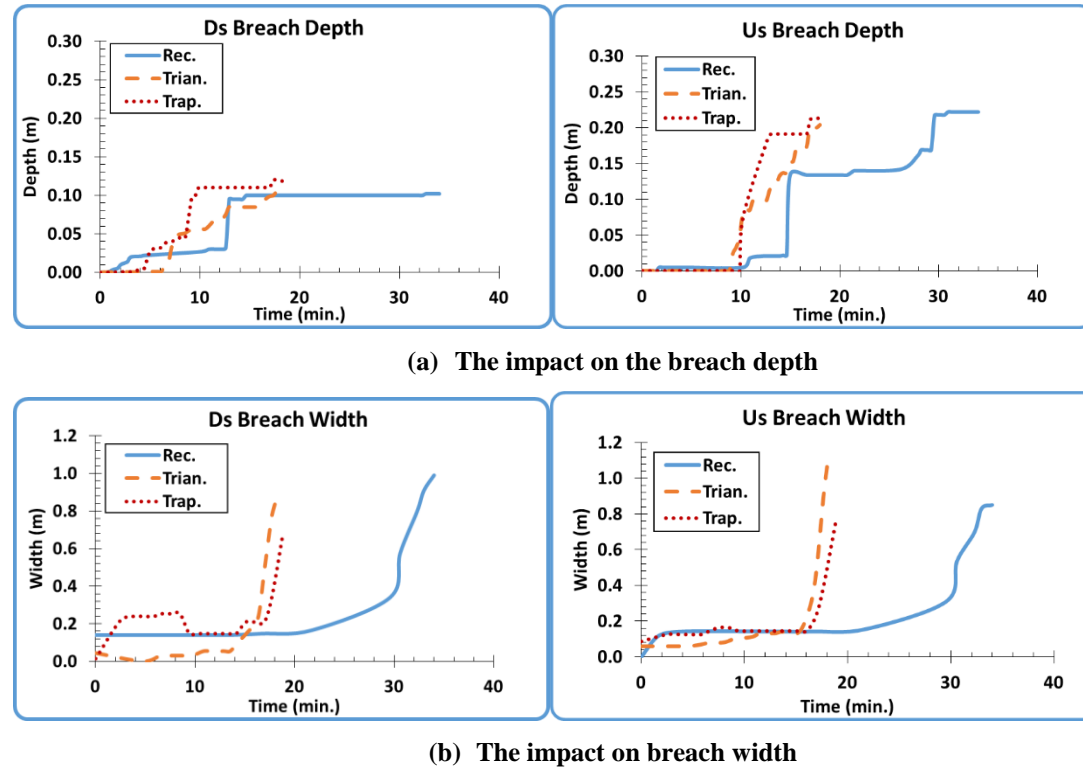 Ds Breach Depth
0.30
0.25
0.20
0.15
0.10
0.05
0.00
Depth (m)
Rec.
Trian.
Trap.
0 10 20 30 40
Time (min.)
Us Breach Depth
0.30
0.25
0.20
0.15
0.10
0.05
0.00
Depth (m)
Rec.
Trian.
Trap.
0 10 20 30 40
Time (min.)
(a) The impact on the breach depth
Ds Breach Width
1.2
1.0
0.8
0.6
0.4
0.2
0.0
Width (m)
Rec.
Trian.
Trap.
0 10 20 30 40
Time (min.)
Us Breach Width
1.2
1.0
0.8
0.6
0.4
0.2
0.0
Width (m)
Rec.
Trian.
Trap.
0 10 20 30 40
Time (min.)
(b) The impact on breach width